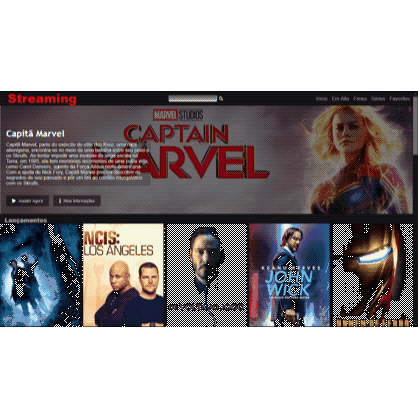 Streaming
Início Em Alta Filmes Séries Favoritos
MARVEL STUDIOS
CAPTAIN
MARVEL
Capitã Marvel
Capitã Marvel, parte do exército de elite dos Kree, uma raça
alienígena, encontra-se no meio de uma batalha entre seu povo e
os Skrulls. Ao tentar impedir uma invasão de larga escala na
Terra, em 1995, ela tem memórias recorrentes de uma outra vida
como Carol Danvers, agente da Força Aérea norte-americana.
Com a ajuda de Nick Fury, Capitã Marvel precisa descobrir os
segredos de seu passado e pôr um fim ao conflito intergaláctico
com os Skrulls.
Assistir agora Mais Informações
Lançamentos
NCIS:
LOS ANGELES
KEANU REEVES
JOHN
WICK